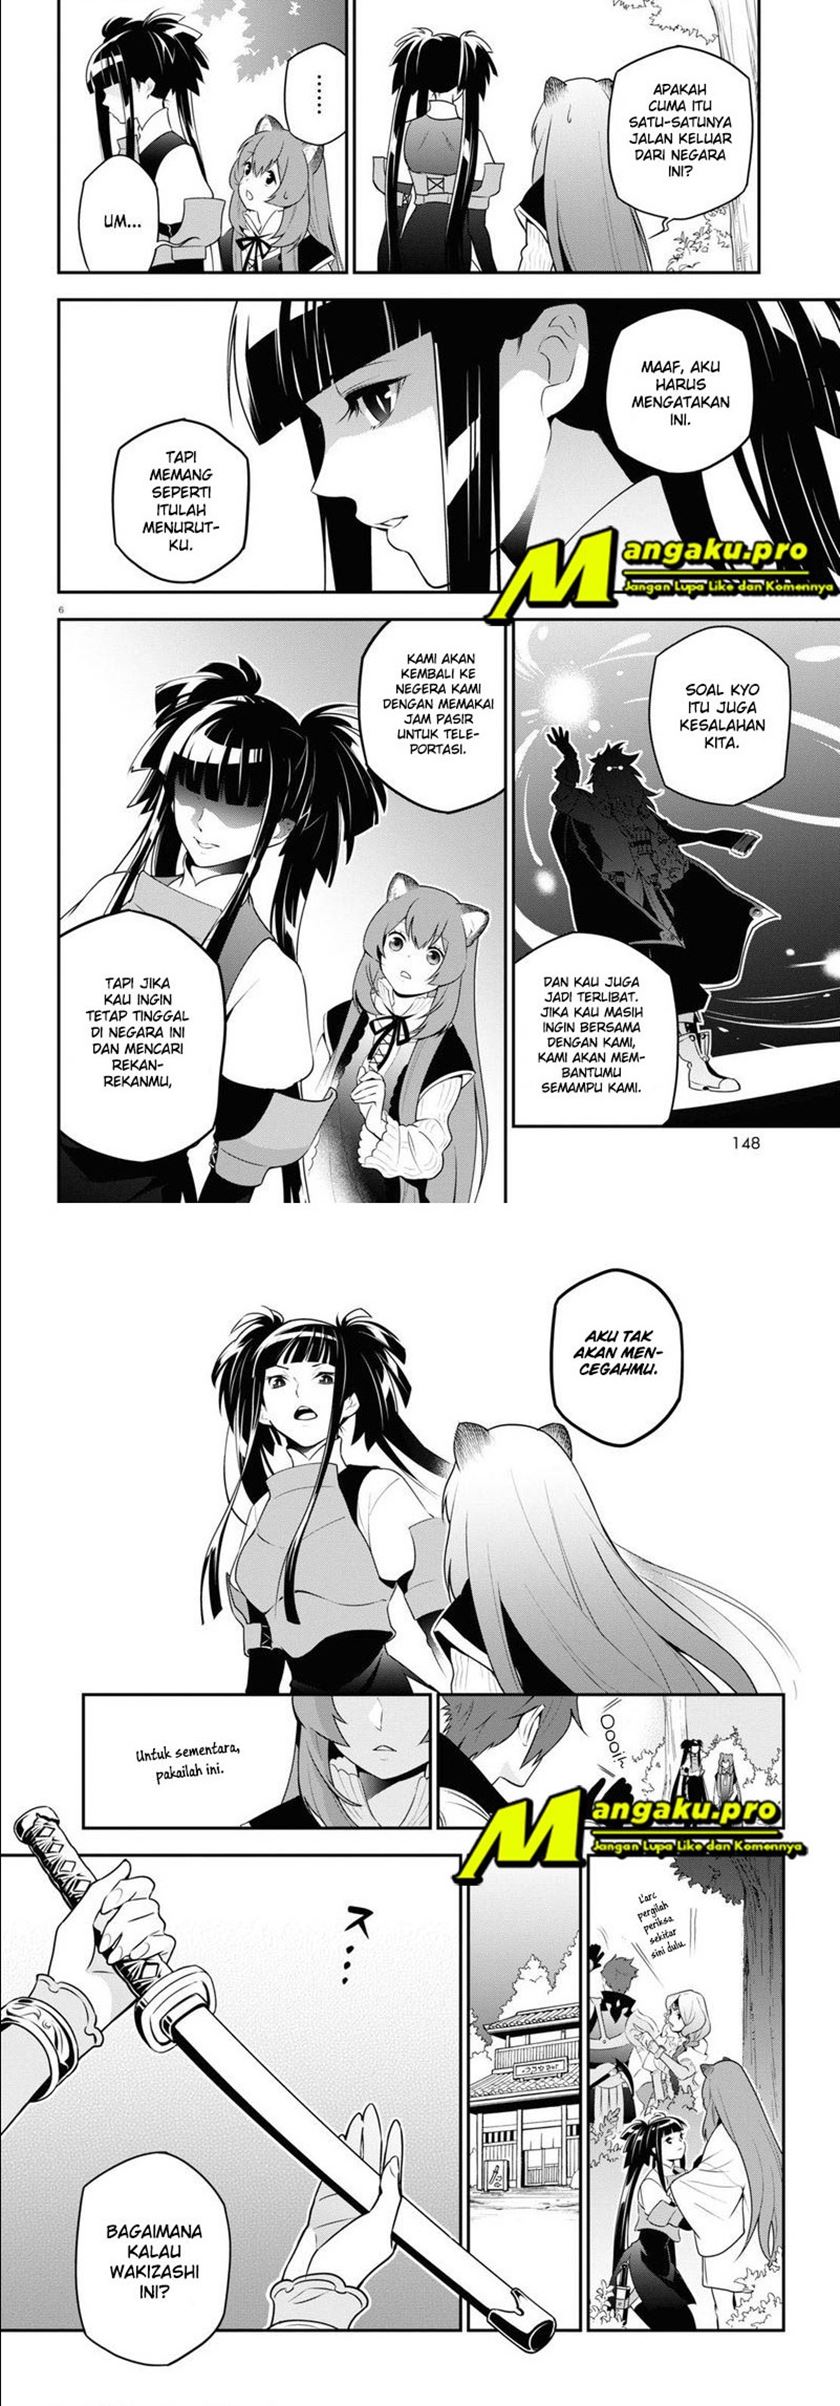 APAKAH
CUMA ITU
SATU-SATUNYA
JALAN KELUAR
DARI NEGARA
INI?
UM...
MAAF, AKU
HARUS
MENGATAKAN
INI.
TAPI
MEMANG
SEPERTI
ITULAH
MENURUT-
KU.
Mangaku.pro
Jangan Lupa Like dan Komennya
6
SOAL KYO
ITU JUGA
KESALAHAN
KITA.
DAN KAU JUGA
JADI TERLIBAT.
JIKA KAU MASIH
INGIN BERSAMA
DENGAN KAMI,
KAMI AKAN MEM-
BANTUMU
SEMAMPU KAMI.
KAMI AKAN
KEMBALI KE
NEGERA KAMI
DENGAN MEMAKAI
JAM PASIR
UNTUK TELE-
PORTASI.
TAPI JIKA
KAU INGIN
TETAP TINGGAL
DI NEGARA INI
DAN MENCARI
REKAN-
REKANMU,
148
AKU TAK
AKAN MEN-
CEGAHMU.
Oooii~
Untuk sementara,
pakailah ini.
Mangaku.pro
Jangan Lupa Like dan Komennya
L'arc
pergilah
periksa
sekitar
sini dulu.
ス...
BAGAIMANA
KALAU
WAKIZASHI
INI?